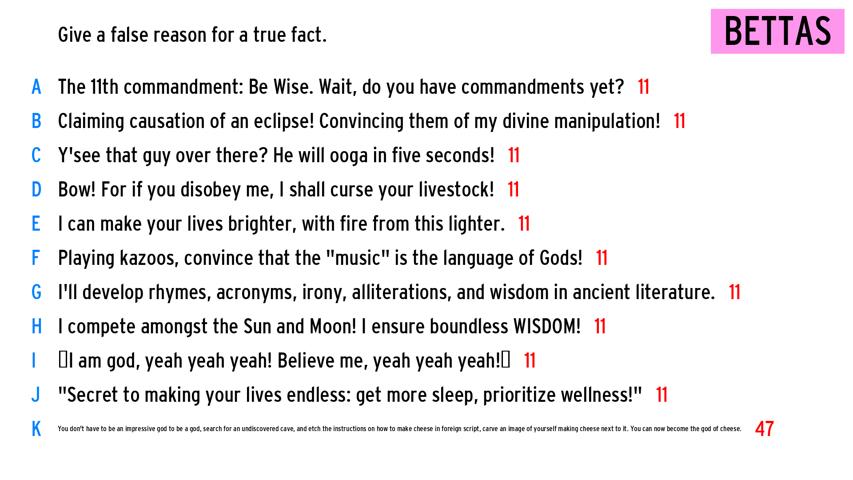 Give a false reason for a true fact.
BETTAS
A The 11th commandment: Be Wise. Wait, do you have commandments yet? 11
B Claiming causation of an eclipse! Convincing them of my divine manipulation! 11
C Y'see that guy over there? He will ooga in five seconds! 11
D Bow! For if you disobey me, I shall curse your livestock! 11
E I can make your lives brighter, with fire from this lighter. 11
F Playing kazoos, convince that the "music" is the language of Gods! 11
G I'll develop rhymes, acronyms, irony, alliterations, and wisdom in ancient literature. 11
H I compete amongst the Sun and Moon! I ensure boundless WISDOM! 11
I I am god, yeah yeah yeah! Believe me, yeah yeah yeah! 11
J "Secret to making your lives endless: get more sleep, prioritize wellness!" 11
K You don't have to be an impressive god to be a god, search for an undiscovered cave, and etch the instructions on how to make cheese in foreign script, carve an image of yourself making cheese next to it. You can now become the god of cheese. 47